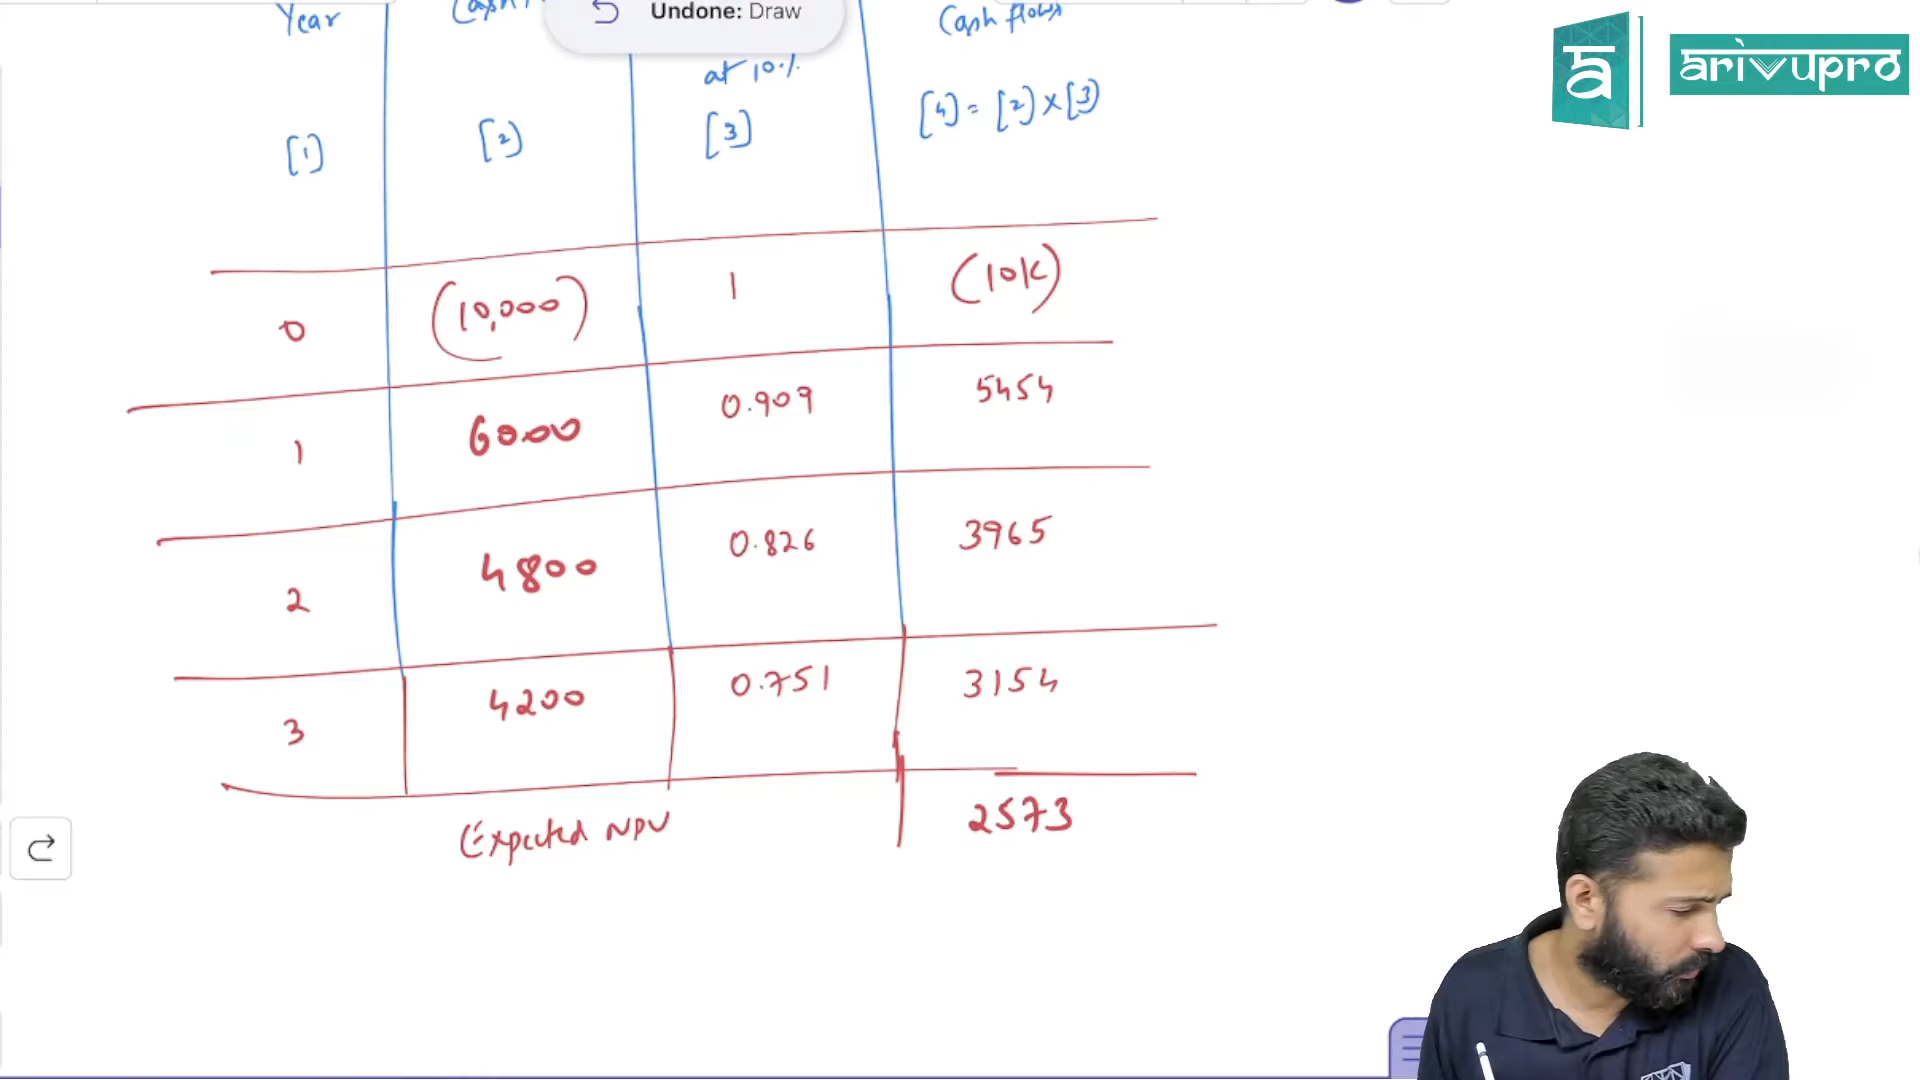 Undone: Draw
Year
Cash
Cash flows
at 10%
[1]
[2]
[3]
[4] = [2] x [3]
0 (10,000) 1 (10K)
1 6000 0.909 5454
2 4800 0.826 3965
3 4200 0.751 3154
Expected NPV 2573
arivupro